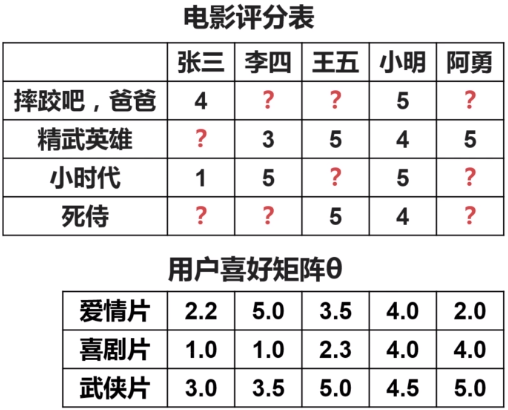 电影评分表
张三 李四 王五 小明 阿勇
摔跤吧，爸爸 4 ? ? 5 ?
精武英雄 ? 3 5 4 5
小时代 1 5 ? 5 ?
死侍 ? ? 5 4 ?
用户喜好矩阵θ
爱情片 2.2 5.0 3.5 4.0 2.0
喜剧片 1.0 1.0 2.3 4.0 4.0
武侠片 3.0 3.5 5.0 4.5 5.0